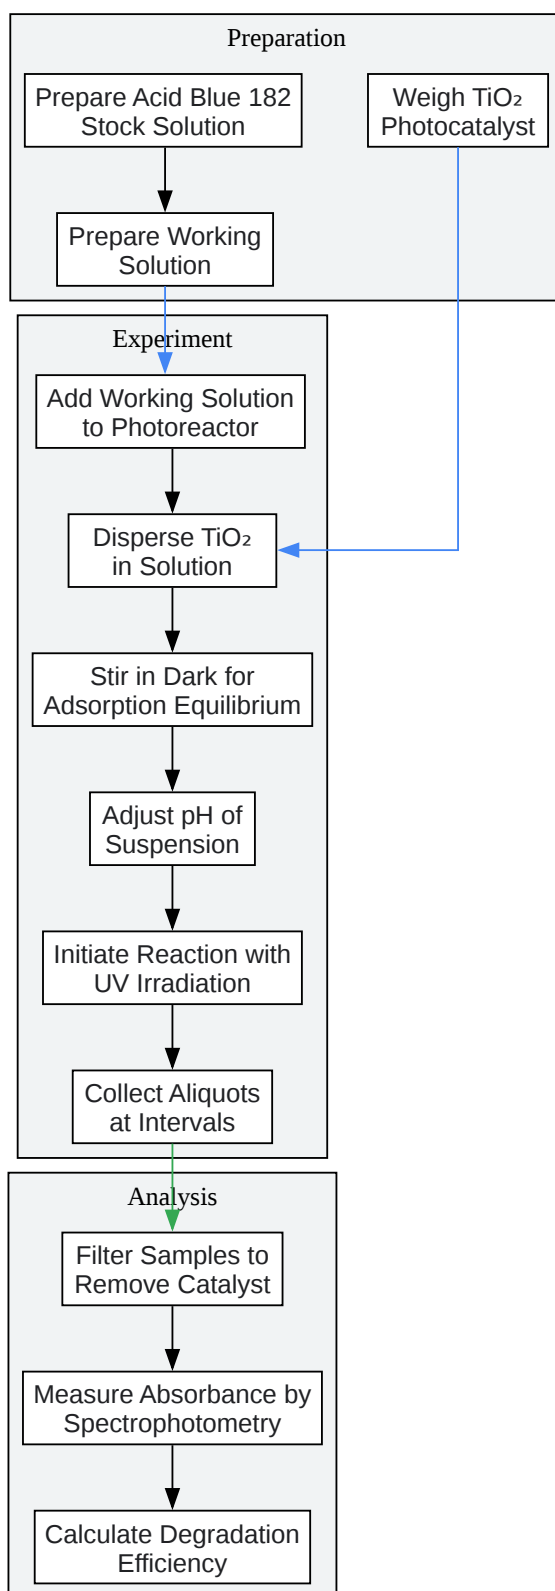 Preparation
Prepare Acid Blue 182
Stock Solution
Weigh TiO₂
Photocatalyst
Prepare Working
Solution
Experiment
Add Working Solution
to Photoreactor
Disperse TiO₂
in Solution
Stir in Dark for
Adsorption Equilibrium
Adjust pH of
Suspension
Initiate Reaction with
UV Irradiation
Collect Aliquots
at Intervals
Analysis
Filter Samples to
Remove Catalyst
Measure Absorbance by
Spectrophotometry
Calculate Degradation
Efficiency